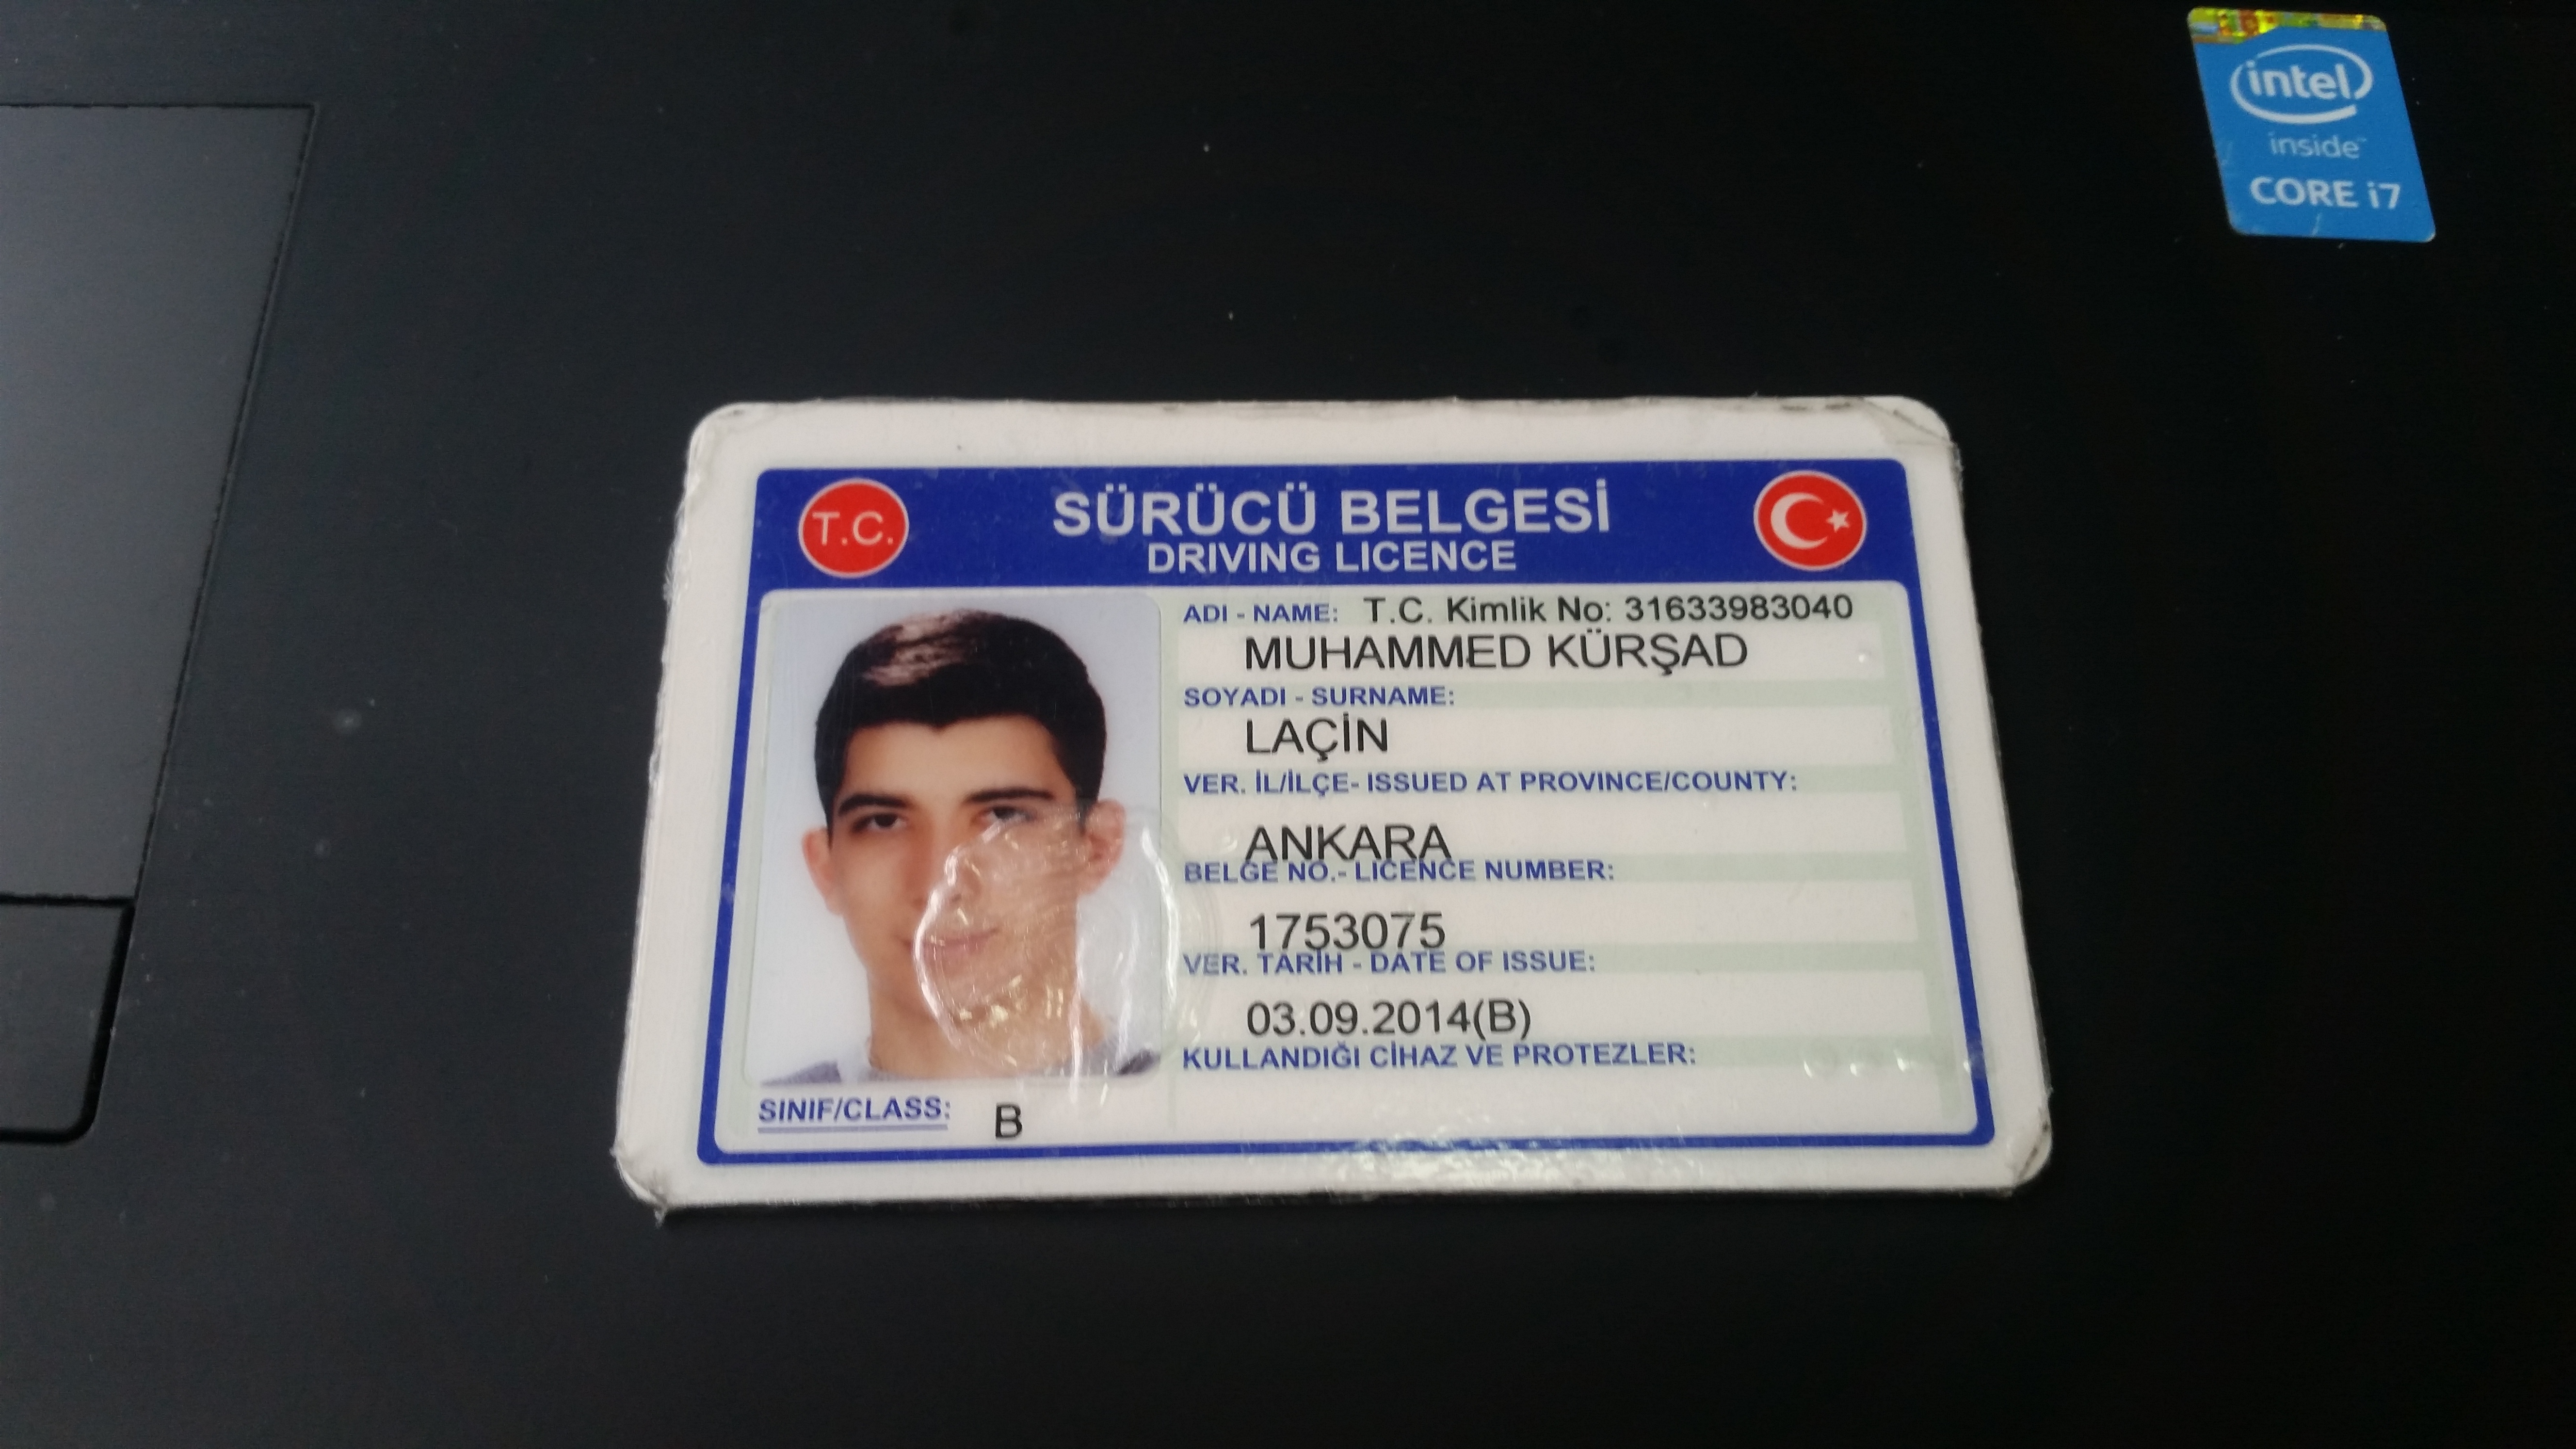 intel
inside™
CORE i7
T.C.
SÜRÜCÜ BELGESİ
DRIVING LICENCE
ADI - NAME: T.C. Kimlik No: 31633983040
MUHAMMED KÜRŞAD
SOYADI - SURNAME:
LAÇİN
VER. İL/İLÇE- ISSUED AT PROVINCE/COUNTY:
ANKARA
BELGE NO.- LICENCE NUMBER:
1753075
VER. TARİH - DATE OF ISSUE:
03.09.2014(B)
KULLANDIĞI CİHAZ VE PROTEZLER:
SINIF/CLASS: B